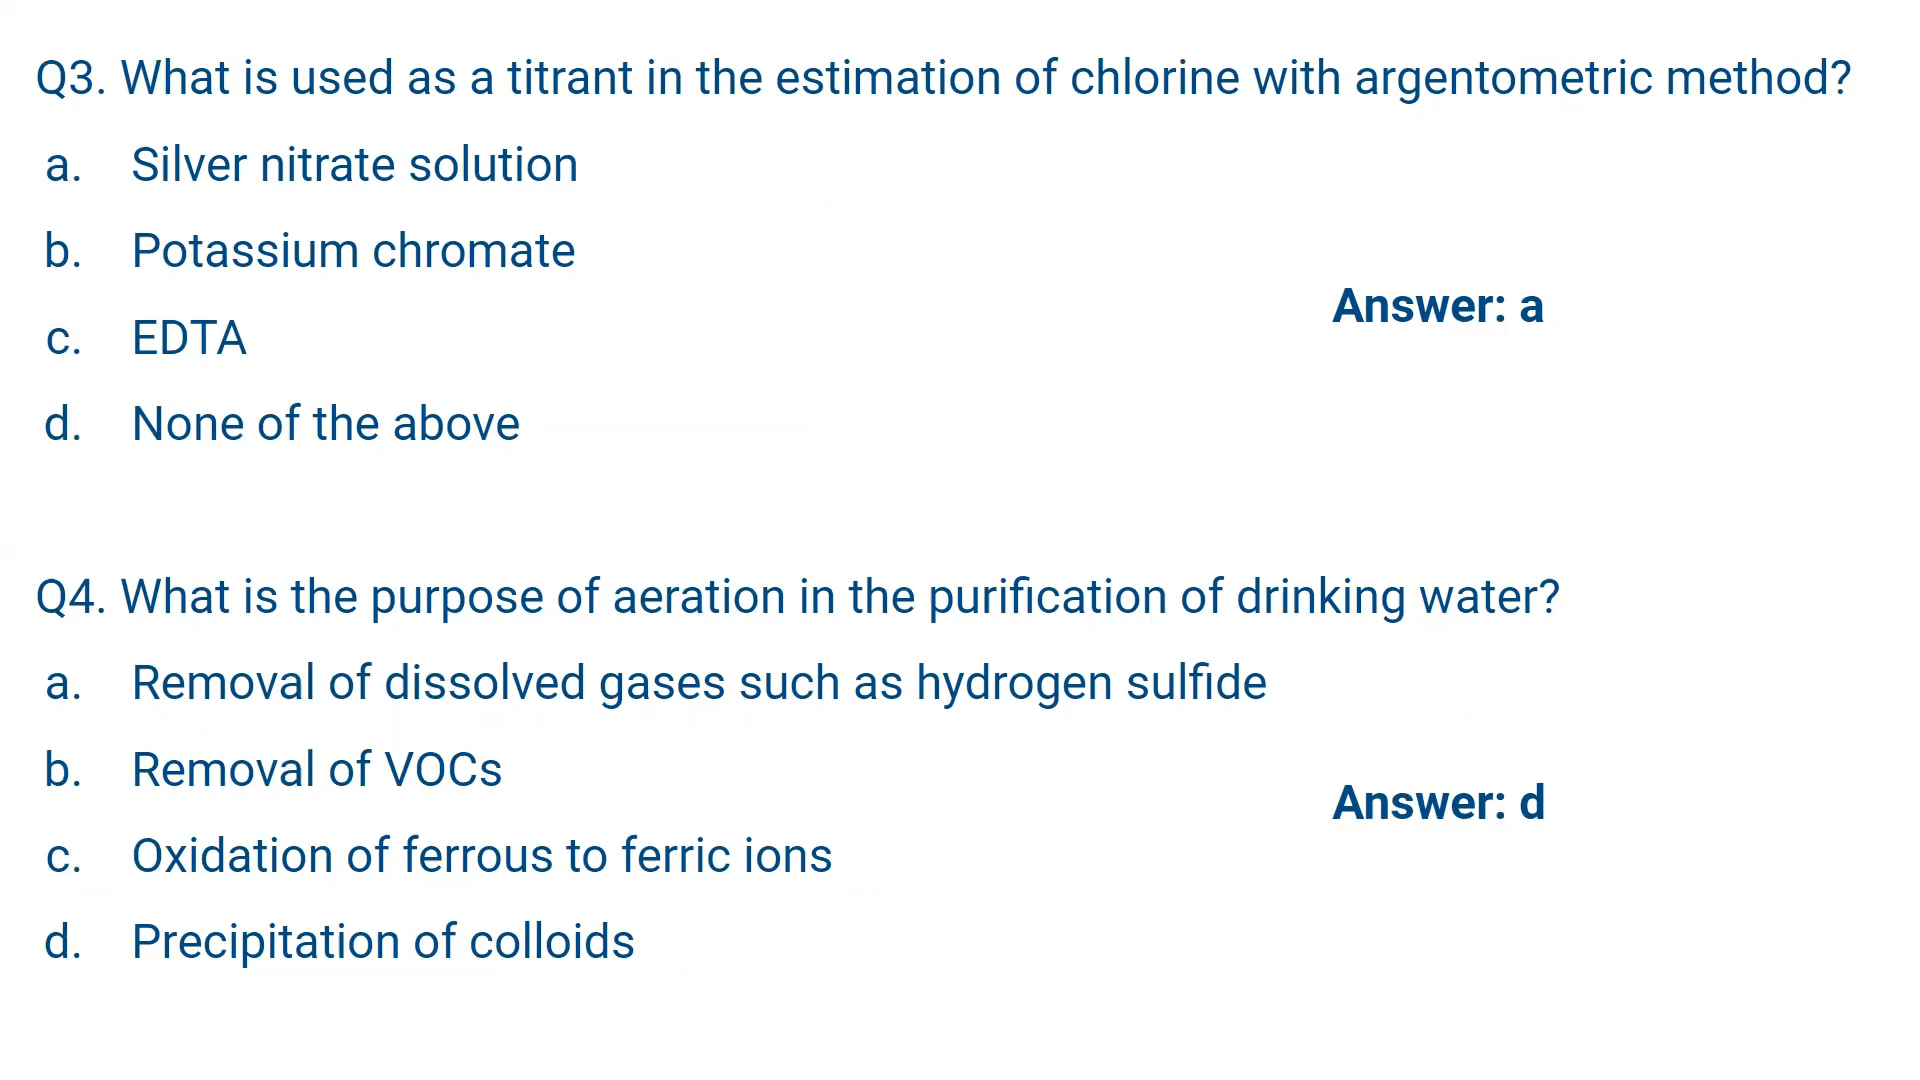 Q3. What is used as a titrant in the estimation of chlorine with argentometric method?
a. Silver nitrate solution
b. Potassium chromate
c. EDTA
d. None of the above
Answer: a
Q4. What is the purpose of aeration in the purification of drinking water?
a. Removal of dissolved gases such as hydrogen sulfide
b. Removal of VOCs
c. Oxidation of ferrous to ferric ions
d. Precipitation of colloids
Answer: d